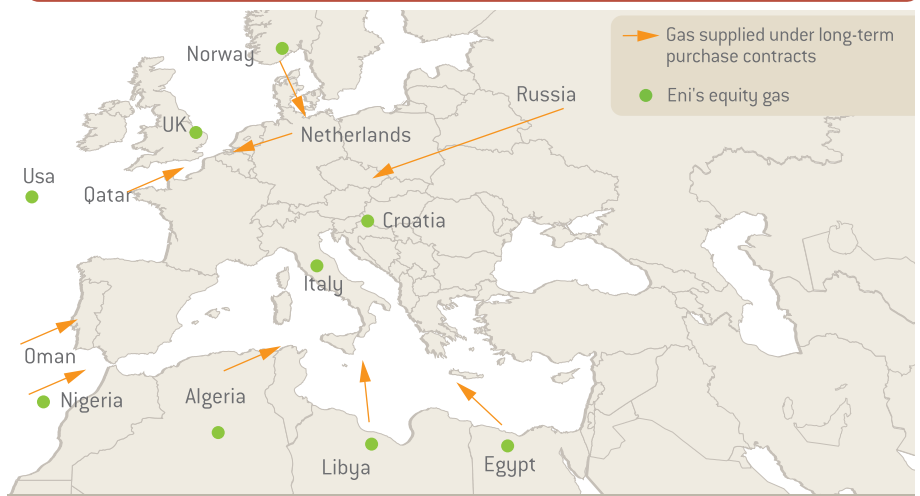 Norway
Gas supplied under long-term
purchase contracts
Russia
Eni's equity gas
UK
Netherlands
Usa
Qatar
Croatia
Italy
Oman
Nigeria
Algeria
Libya
Egypt